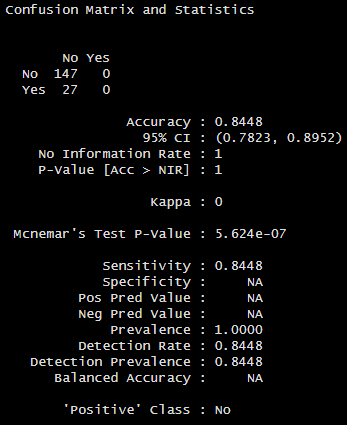 Confusion Matrix and Statistics
No Yes
No 147 0
Yes 27 0
Accuracy : 0.8448
95% CI : (0.7823, 0.8952)
No Information Rate : 1
P-Value [Acc > NIR] : 1
Kappa : 0
Mcnemar's Test P-Value : 5.624e-07
Sensitivity : 0.8448
Specificity : NA
Pos Pred Value : NA
Neg Pred Value : NA
Prevalence : 1.0000
Detection Rate : 0.8448
Detection Prevalence : 0.8448
Balanced Accuracy : NA
'Positive' Class : No